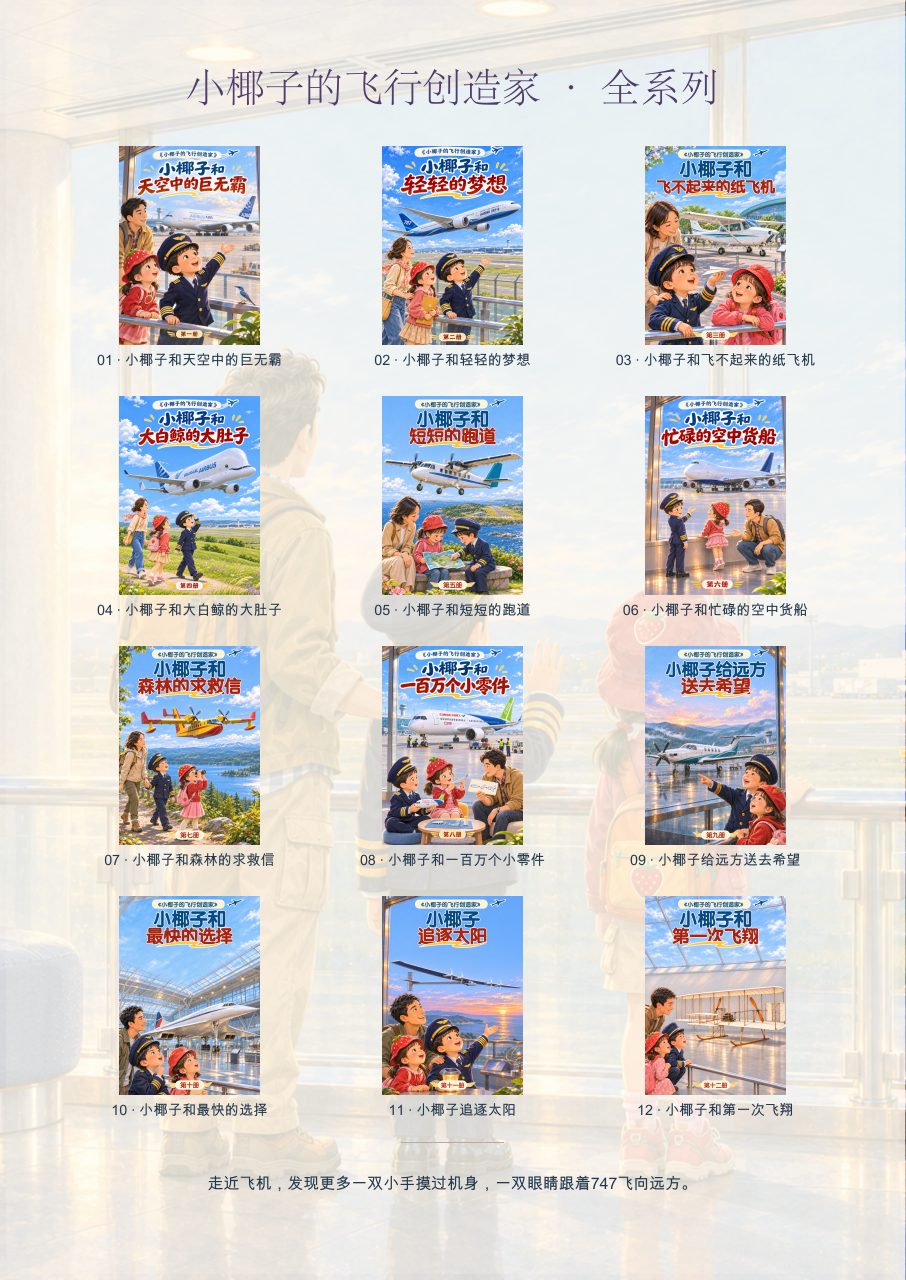 小椰子的飞行创造家 · 全系列
《小椰子的飞行创造家》
小椰子和
天空中的巨无霸
第一册
01 · 小椰子和天空中的巨无霸
《小椰子的飞行创造家》
小椰子和
轻轻的梦想
第二册
02 · 小椰子和轻轻的梦想
《小椰子的飞行创造家》
小椰子和
飞不起来的纸飞机
第三册
03 · 小椰子和飞不起来的纸飞机
《小椰子的飞行创造家》
小椰子和
大白鲸的大肚子
AIRBUS
第四册
04 · 小椰子和大白鲸的大肚子
《小椰子的飞行创造家》
小椰子和
短短的跑道
第五册
05 · 小椰子和短短的跑道
《小椰子的飞行创造家》
小椰子和
忙碌的空中货船
第六册
06 · 小椰子和忙碌的空中货船
《小椰子的飞行创造家》
小椰子和
森林的求救信
第七册
07 · 小椰子和森林的求救信
《小椰子的飞行创造家》
小椰子和
一百万个小零件
第八册
08 · 小椰子和一百万个小零件
《小椰子的飞行创造家》
小椰子给远方
送去希望
第九册
09 · 小椰子给远方送去希望
《小椰子的飞行创造家》
小椰子和
最快的选择
第十册
10 · 小椰子和最快的选择
《小椰子的飞行创造家》
小椰子
追逐太阳
第十一册
11 · 小椰子追逐太阳
《小椰子的飞行创造家》
小椰子和
第一次飞翔
第十二册
12 · 小椰子和第一次飞翔
走近飞机，发现更多一双小手摸过机身，一双眼睛跟着747飞向远方。